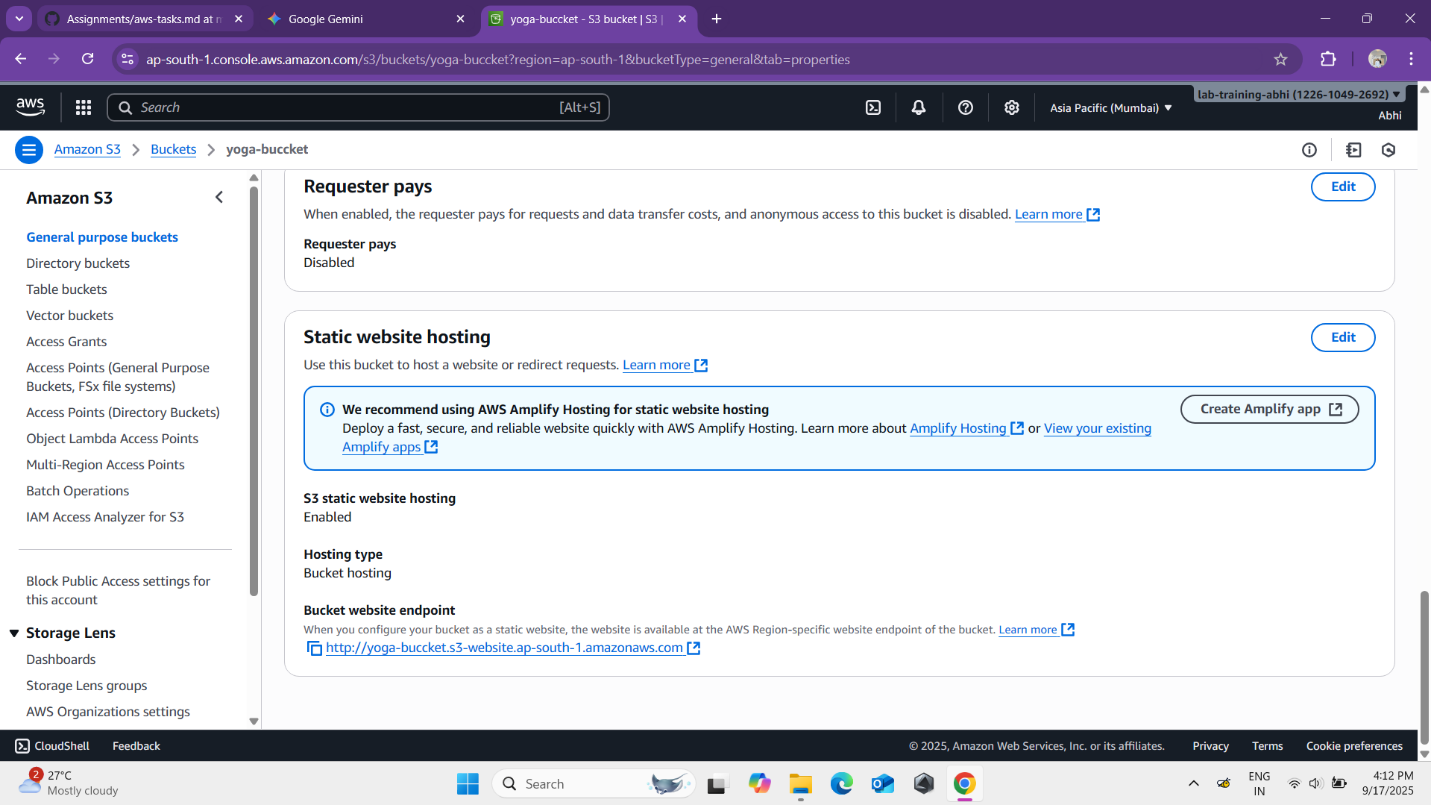 Assignments/aws-tasks.md at n
Google Gemini
yoga-buccket - S3 bucket | S3 |
ap-south-1.console.aws.amazon.com/s3/buckets/yoga-buccket?region=ap-south-1&bucketType=general&tab=properties
aws
Search
[Alt+S]
Asia Pacific (Mumbai)
lab-training-abhi (1226-1049-2692)
Abhi
Amazon S3
Buckets
yoga-buccket
Amazon S3
General purpose buckets
Directory buckets
Table buckets
Vector buckets
Access Grants
Access Points (General Purpose
Buckets, FSx file systems)
Access Points (Directory Buckets)
Object Lambda Access Points
Multi-Region Access Points
Batch Operations
IAM Access Analyzer for S3
Block Public Access settings for
this account
Storage Lens
Dashboards
Storage Lens groups
AWS Organizations settings
Requester pays
Edit
When enabled, the requester pays for requests and data transfer costs, and anonymous access to this bucket is disabled. Learn more
Requester pays
Disabled
Static website hosting
Edit
Use this bucket to host a website or redirect requests. Learn more
We recommend using AWS Amplify Hosting for static website hosting
Deploy a fast, secure, and reliable website quickly with AWS Amplify Hosting. Learn more about Amplify Hosting or View your existing
Amplify apps
Create Amplify app
S3 static website hosting
Enabled
Hosting type
Bucket hosting
Bucket website endpoint
When you configure your bucket as a static website, the website is available at the AWS Region-specific website endpoint of the bucket. Learn more
http://yoga-buccket.s3-website.ap-south-1.amazonaws.com
CloudShell
Feedback
© 2025, Amazon Web Services, Inc. or its affiliates.
Privacy
Terms
Cookie preferences
2
27°C
Mostly cloudy
Search
ENG
IN
4:12 PM
9/17/2025